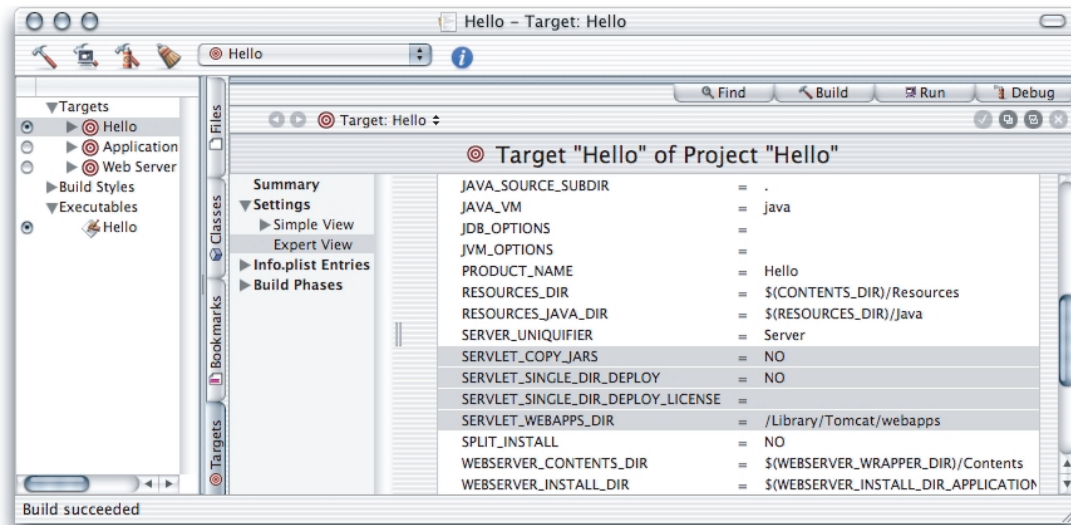 Hello – Target: Hello
Hello
Find
Build
Run
Debug
Targets
Hello
Application
Web Server
Build Styles
Executables
Hello
Files
Classes
Bookmarks
Targets
Target: Hello
Target "Hello" of Project "Hello"
Summary
Settings
Simple View
Expert View
Info.plist Entries
Build Phases
JAVA_SOURCE_SUBDIR = .
JAVA_VM = java
JDB_OPTIONS =
JVM_OPTIONS =
PRODUCT_NAME = Hello
RESOURCES_DIR = $(CONTENTS_DIR)/Resources
RESOURCES_JAVA_DIR = $(RESOURCES_DIR)/Java
SERVER_UNIQUIFIER = Server
SERVLET_COPY_JARS = NO
SERVLET_SINGLE_DIR_DEPLOY = NO
SERVLET_SINGLE_DIR_DEPLOY_LICENSE =
SERVLET_WEBAPPS_DIR = /Library/Tomcat/webapps
SPLIT_INSTALL = NO
WEBSERVER_CONTENTS_DIR = $(WEBSERVER_WRAPPER_DIR)/Contents
WEBSERVER_INSTALL_DIR = $(WEBSERVER_INSTALL_DIR_APPLICATION
Build succeeded